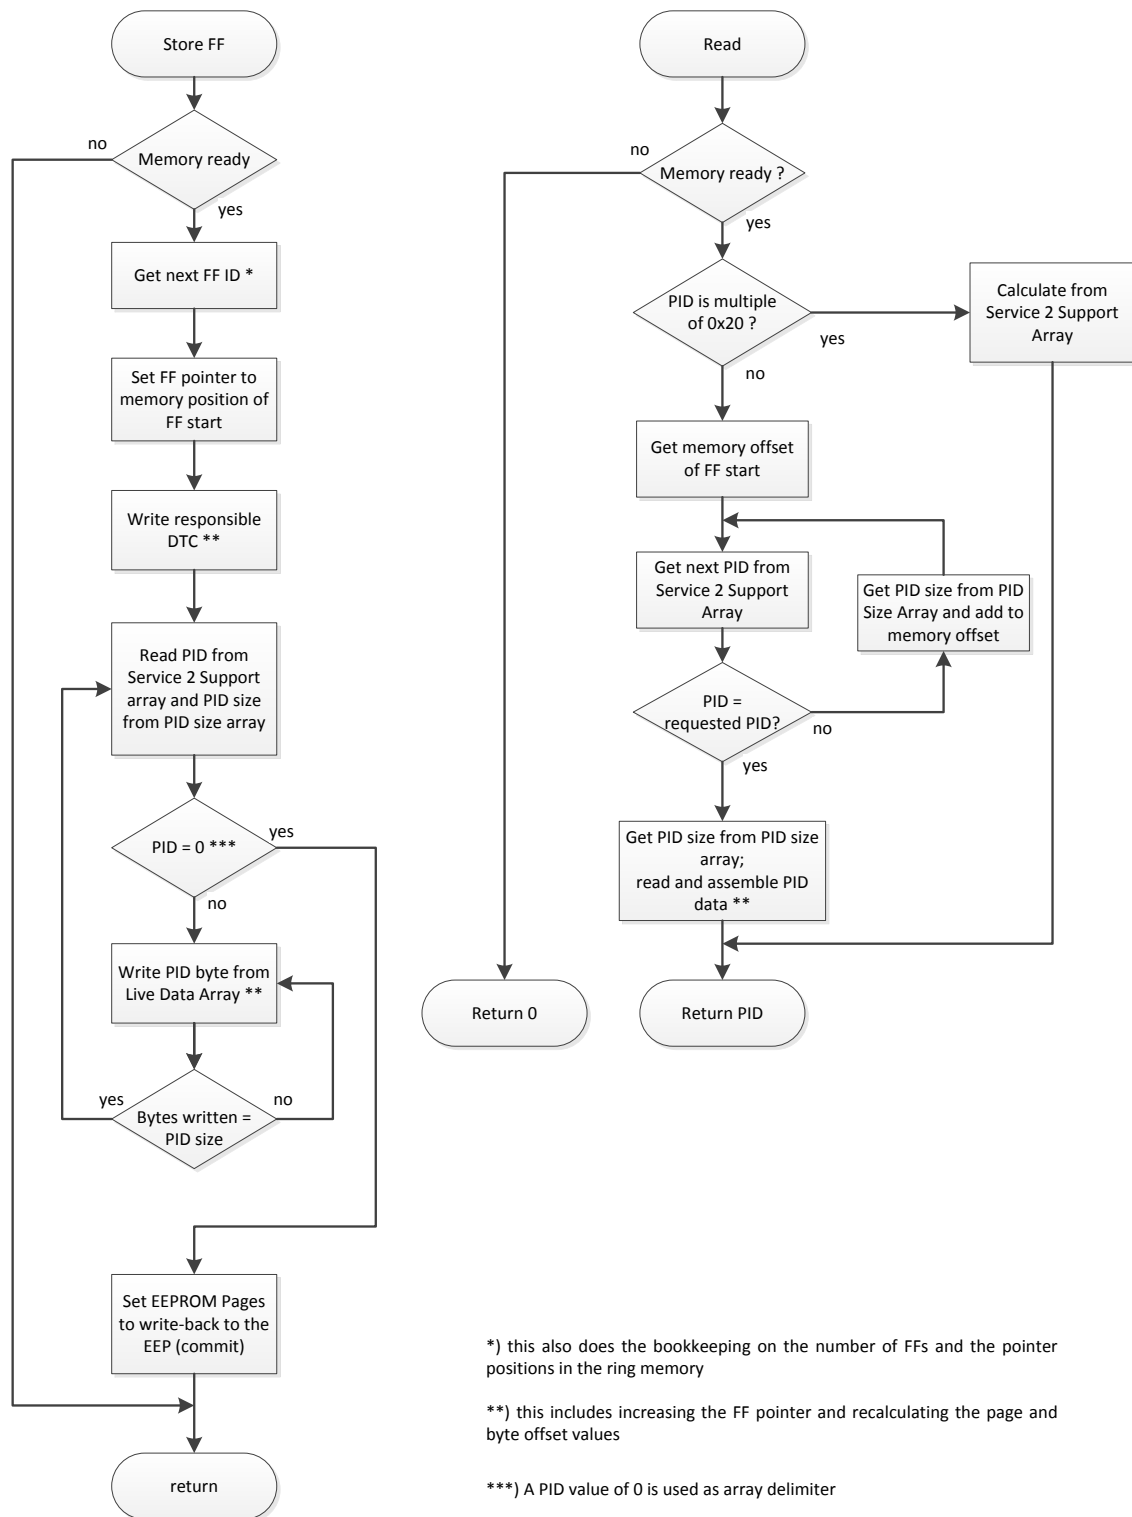 Store FF
no
Memory ready
yes
Get next FF ID *
Set FF pointer to
memory position of
FF start
Write responsible
DTC **
Read PID from
Service 2 Support
array and PID size
from PID size array
PID = 0 ***
yes
no
Write PID byte from
Live Data Array **
yes
no
Bytes written =
PID size
Set EEPROM Pages
to write-back to the
EEP (commit)
return
Read
no
Memory ready ?
yes
PID is multiple
of 0x20 ?
yes
no
Calculate from
Service 2 Support
Array
Get memory offset
of FF start
Get next PID from
Service 2 Support
Array
Get PID size from PID
Size Array and add to
memory offset
PID =
requested PID?
no
yes
Get PID size from PID size
array;
read and assemble PID
data **
Return 0
Return PID
*) this also does the bookkeeping on the number of FFs and the pointer
positions in the ring memory
**) this includes increasing the FF pointer and recalculating the page and
byte offset values
***) A PID value of 0 is used as array delimiter